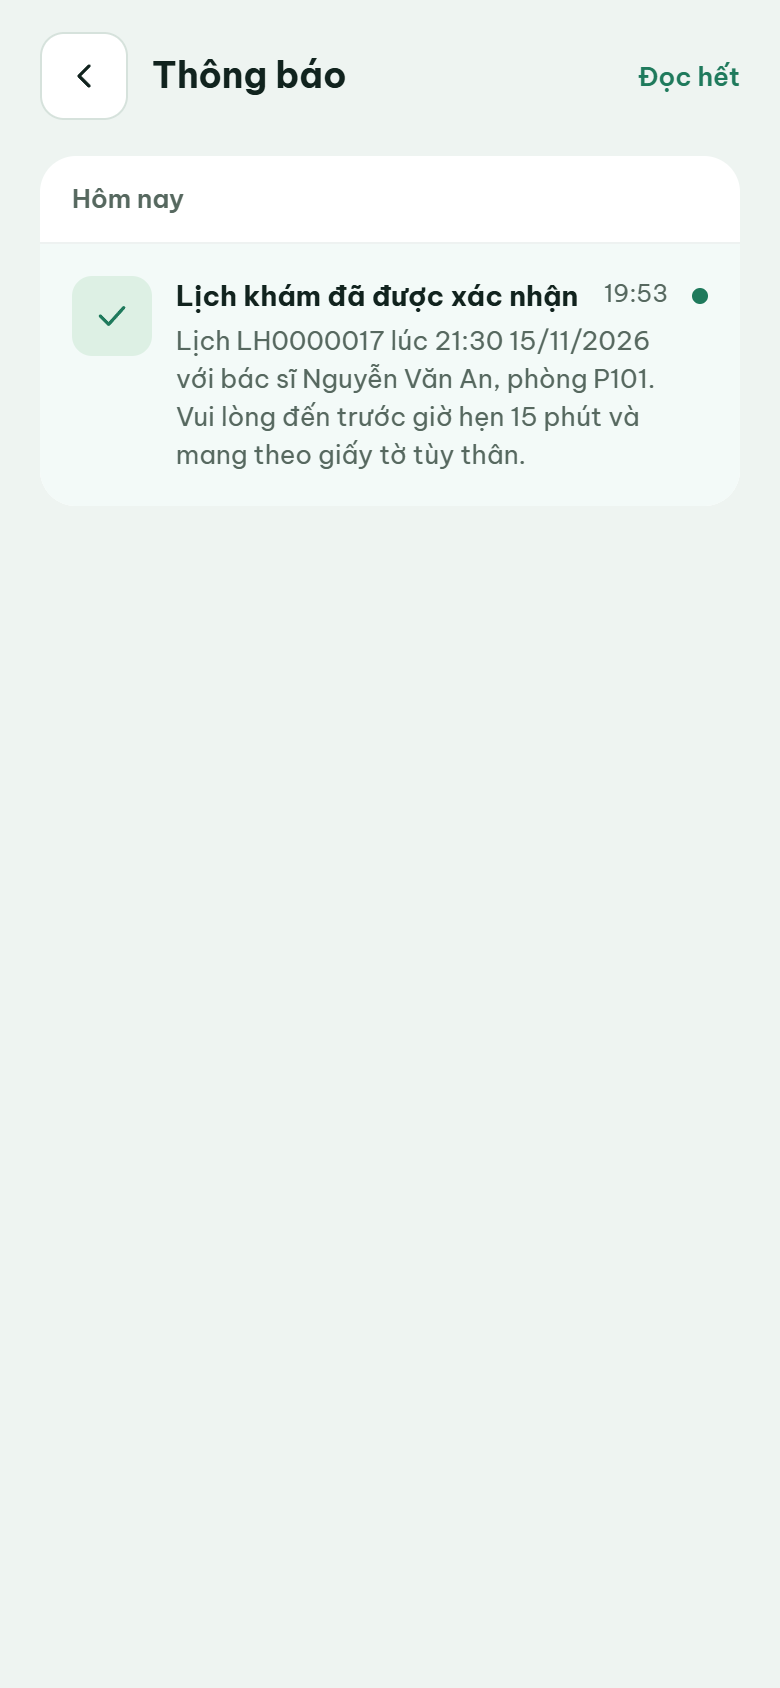 Thông báo
Đọc hết
Hôm nay
Lịch khám đã được xác nhận 19:53
Lịch LH0000017 lúc 21:30 15/11/2026
với bác sĩ Nguyễn Văn An, phòng P101.
Vui lòng đến trước giờ hẹn 15 phút và
mang theo giấy tờ tùy thân.